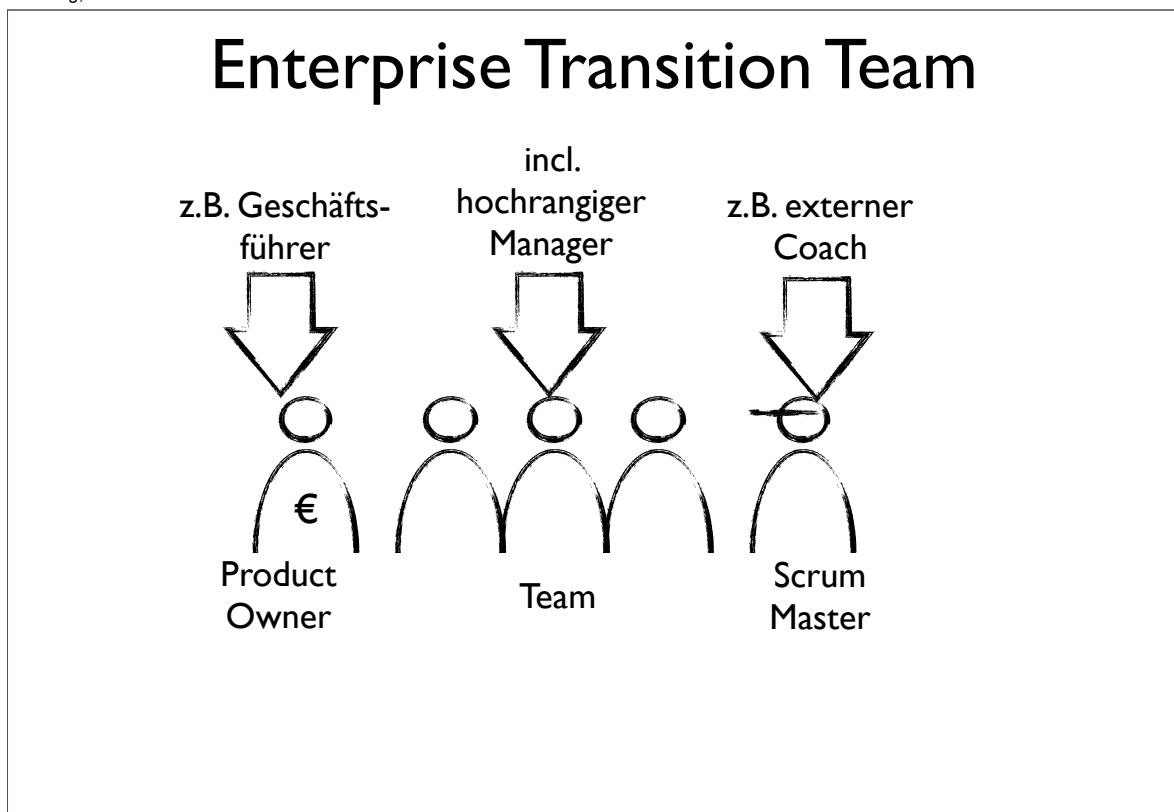 Enterprise Transition Team
z.B. Geschäfts-
führer
incl.
hochrangiger
Manager
z.B. externer
Coach
€
Product
Owner
Team
Scrum
Master